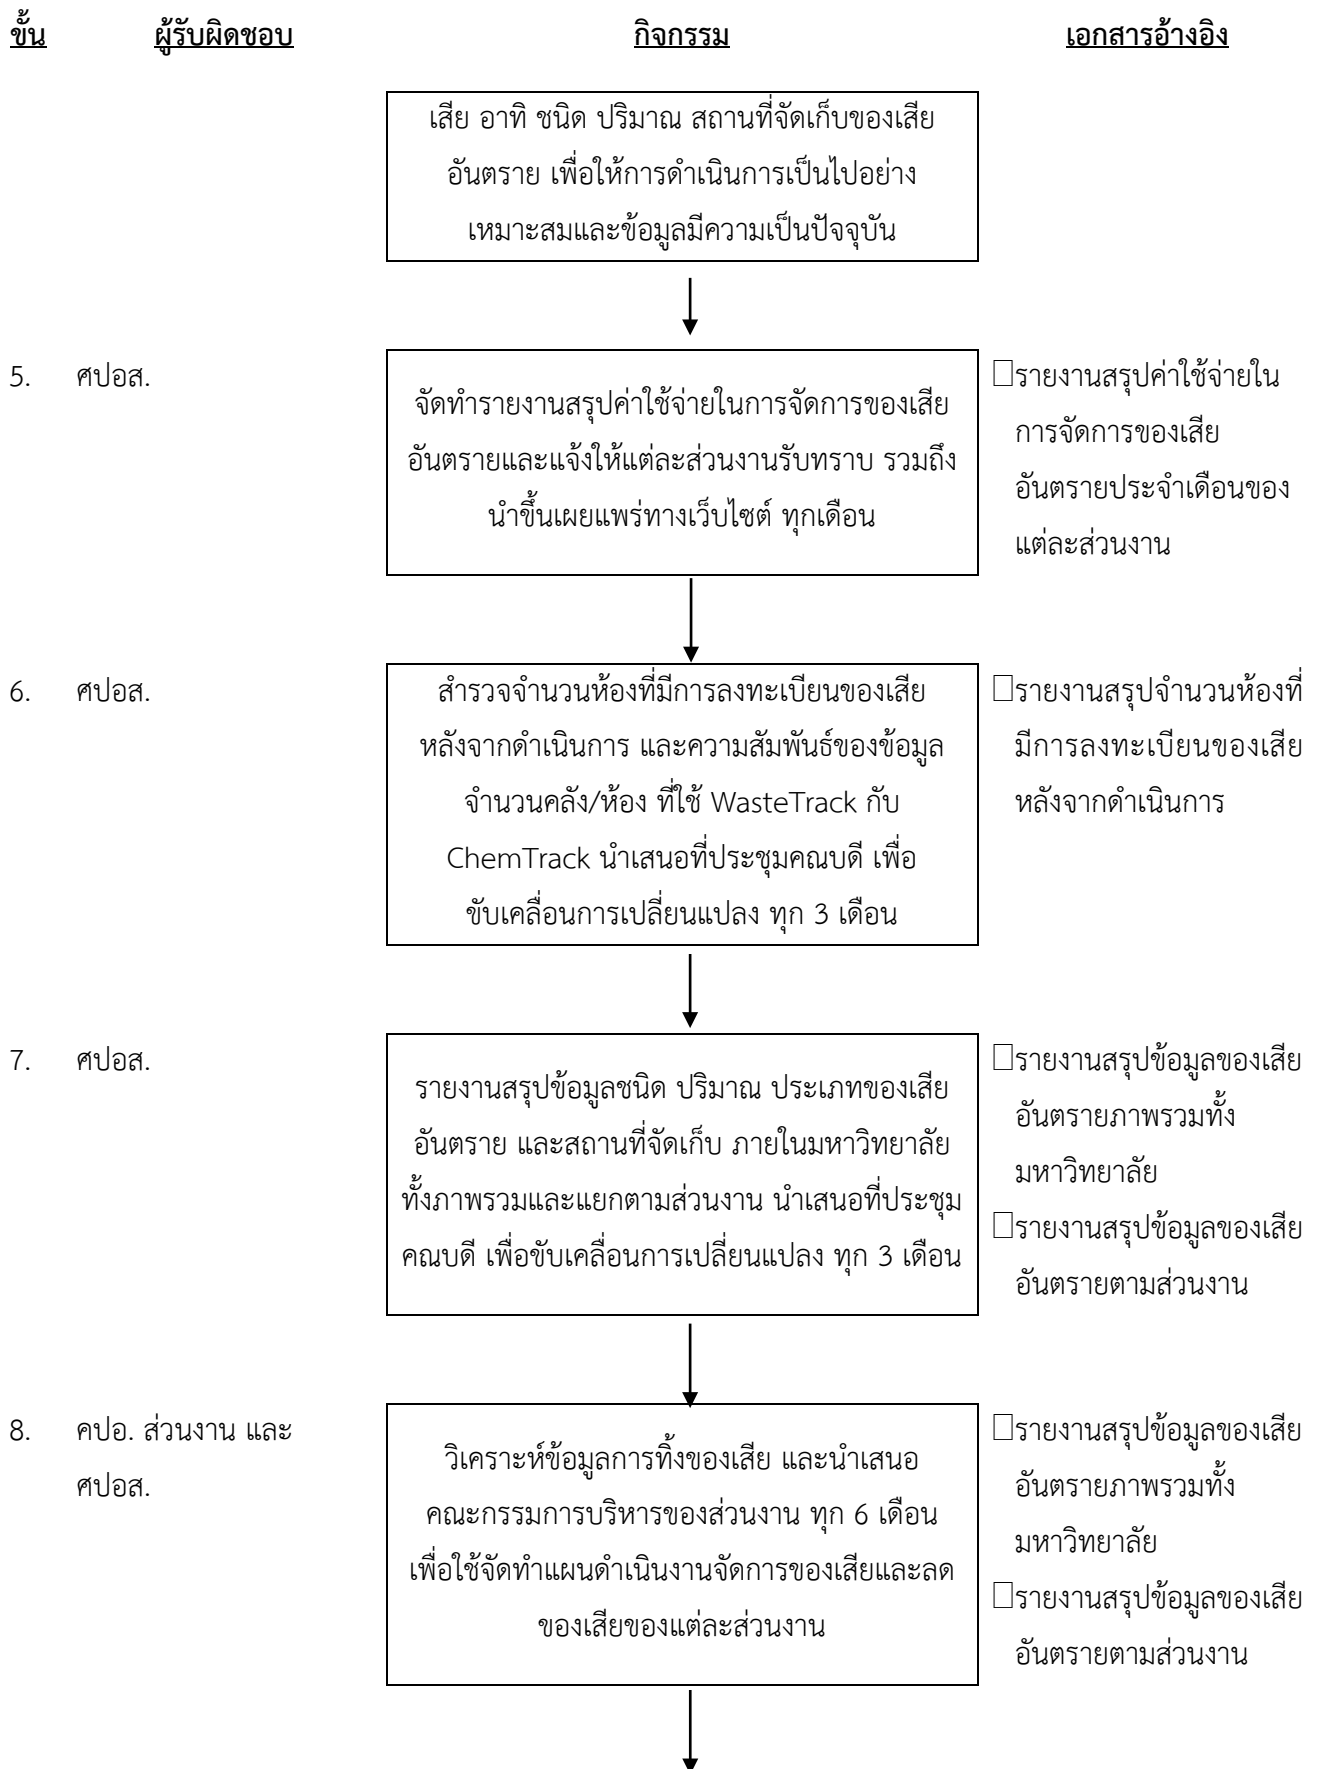 ขั้น ผู้รับผิดชอบ กิจกรรม เอกสารอ้างอิง
เสีย อาทิ ชนิด ปริมาณ สถานที่จัดเก็บของเสีย
อันตราย เพื่อให้การดำเนินการเป็นไปอย่าง
เหมาะสมและข้อมูลมีความเป็นปัจจุบัน
5. ศปอส.
จัดทำรายงานสรุปค่าใช้จ่ายในการจัดการของเสีย
อันตรายและแจ้งให้แต่ละส่วนงานรับทราบ รวมถึง
นำขึ้นเผยแพร่ทางเว็บไซต์ ทุกเดือน
รายงานสรุปค่าใช้จ่ายใน
การจัดการของเสีย
อันตรายประจำเดือนของ
แต่ละส่วนงาน
6. ศปอส.
สำรวจจำนวนห้องที่มีการลงทะเบียนของเสีย
หลังจากดำเนินการ และความสัมพันธ์ของข้อมูล
จำนวนคลัง/ห้อง ที่ใช้ WasteTrack กับ
ChemTrack นำเสนอที่ประชุมคณบดี เพื่อ
ขับเคลื่อนการเปลี่ยนแปลง ทุก 3 เดือน
รายงานสรุปจำนวนห้องที่
มีการลงทะเบียนของเสีย
หลังจากดำเนินการ
7. ศปอส.
รายงานสรุปข้อมูลชนิด ปริมาณ ประเภทของเสีย
อันตราย และสถานที่จัดเก็บ ภายในมหาวิทยาลัย
ทั้งภาพรวมและแยกตามส่วนงาน นำเสนอที่ประชุม
คณบดี เพื่อขับเคลื่อนการเปลี่ยนแปลง ทุก 3 เดือน
รายงานสรุปข้อมูลของเสีย
อันตรายภาพรวมทั้ง
มหาวิทยาลัย
รายงานสรุปข้อมูลของเสีย
อันตรายตามส่วนงาน
8. คปอ. ส่วนงาน และ
ศปอส.
วิเคราะห์ข้อมูลการทิ้งของเสีย และนำเสนอ
คณะกรรมการบริหารของส่วนงาน ทุก 6 เดือน
เพื่อใช้จัดทำแผนดำเนินงานจัดการของเสียและลด
ของเสียของแต่ละส่วนงาน
รายงานสรุปข้อมูลของเสีย
อันตรายภาพรวมทั้ง
มหาวิทยาลัย
รายงานสรุปข้อมูลของเสีย
อันตรายตามส่วนงาน